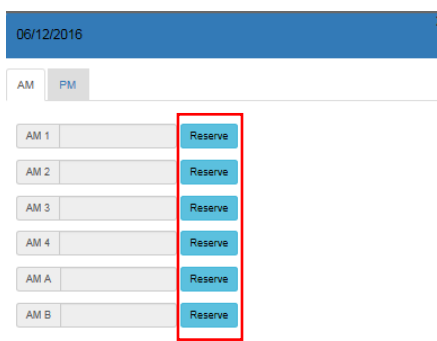 06/12/2016
AM PM
AM 1 Reserve
AM 2 Reserve
AM 3 Reserve
AM 4 Reserve
AM A Reserve
AM B Reserve